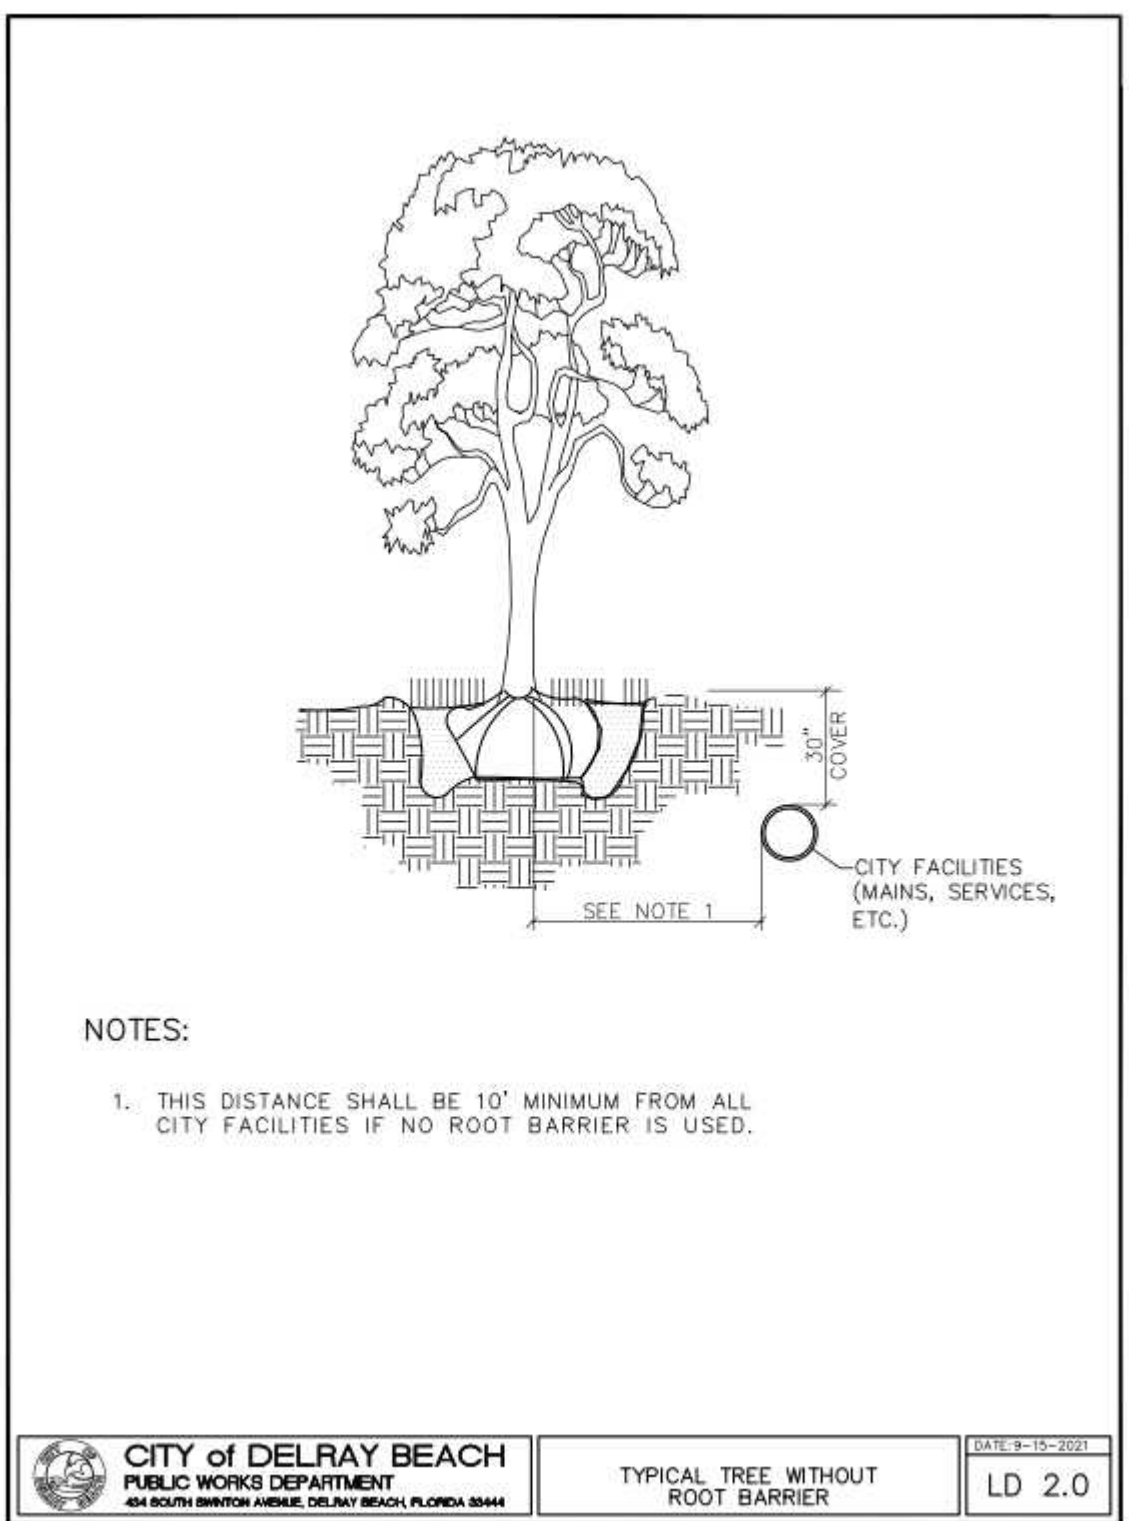 30"
COVER
CITY FACILITIES
(MAINS, SERVICES,
ETC.)
SEE NOTE 1
NOTES:
1. THIS DISTANCE SHALL BE 10' MINIMUM FROM ALL
CITY FACILITIES IF NO ROOT BARRIER IS USED.
CITY of DELRAY BEACH
PUBLIC WORKS DEPARTMENT
434 SOUTH SWINTON AVENUE, DELRAY BEACH, FLORIDA 33444
TYPICAL TREE WITHOUT
ROOT BARRIER
DATE:9-15-2021
LD 2.0